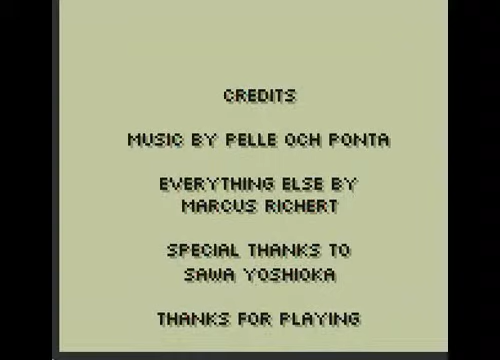 CREDITS
MUSIC BY PELLE OCH PONTA
EVERYTHING ELSE BY
MARCUS RICHERT
SPECIAL THANKS TO
SAWA YOSHIOKA
THANKS FOR PLAYING